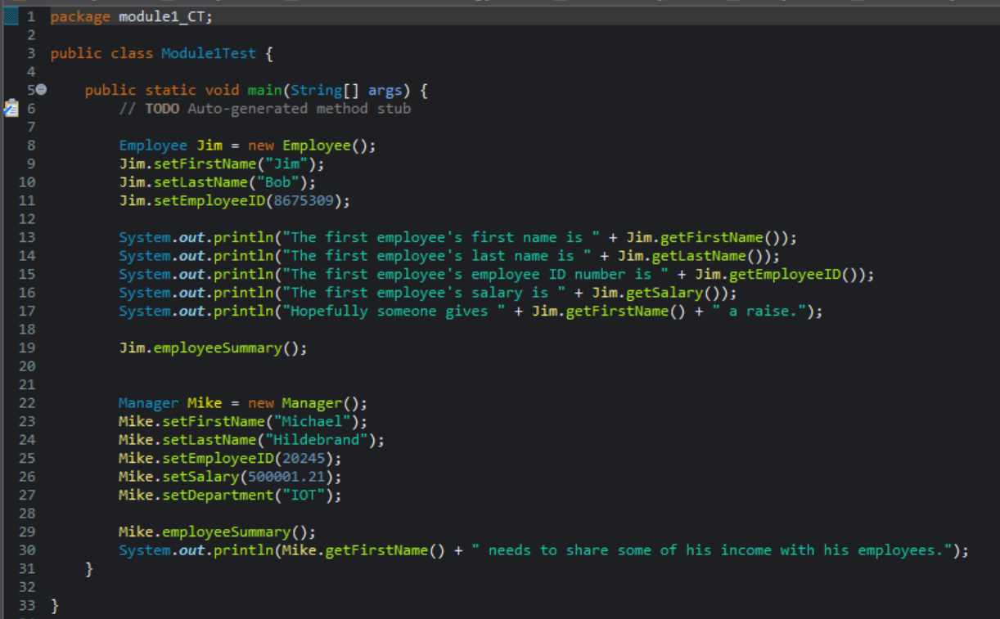 1 package module1_CT;
2
3 public class Module1Test {
4
5 public static void main(String[] args) {
6 // TODO Auto-generated method stub
7
8 Employee Jim = new Employee();
9 Jim.setFirstName("Jim");
10 Jim.setLastName("Bob");
11 Jim.setEmployeeID(8675309);
12
13 System.out.println("The first employee's first name is " + Jim.getFirstName());
14 System.out.println("The first employee's last name is " + Jim.getLastName());
15 System.out.println("The first employee's employee ID number is " + Jim.getEmployeeID());
16 System.out.println("The first employee's salary is " + Jim.getSalary());
17 System.out.println("Hopefully someone gives " + Jim.getFirstName() + " a raise.");
18
19 Jim.employeeSummary();
20
21
22 Manager Mike = new Manager();
23 Mike.setFirstName("Michael");
24 Mike.setLastName("Hildebrand");
25 Mike.setEmployeeID(20245);
26 Mike.setSalary(500001.21);
27 Mike.setDepartment("IOT");
28
29 Mike.employeeSummary();
30 System.out.println(Mike.getFirstName() + " needs to share some of his income with his employees.");
31 }
32
33 }